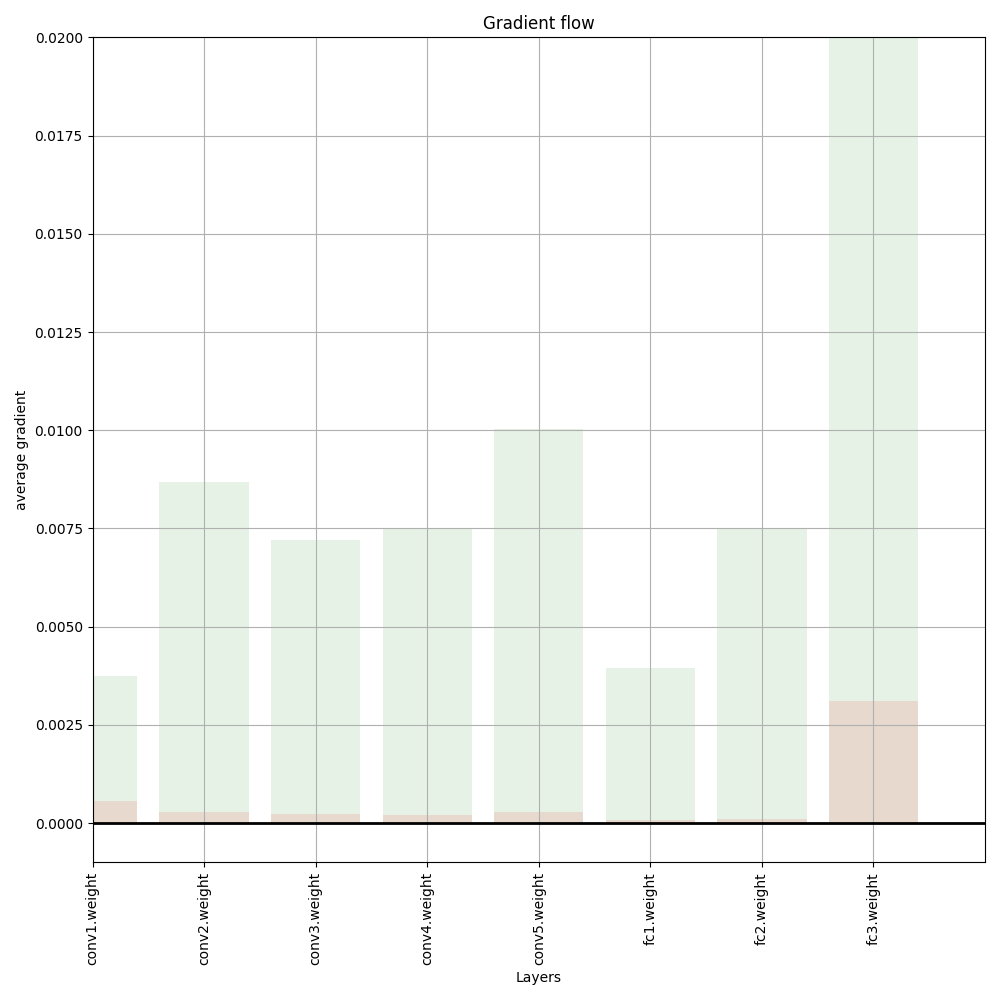 Gradient flow
0.0200
0.0175
0.0150
0.0125
0.0100
0.0075
0.0050
0.0025
0.0000
average gradient
conv1.weight
conv2.weight
conv3.weight
conv4.weight
conv5.weight
fc1.weight
fc2.weight
fc3.weight
Layers